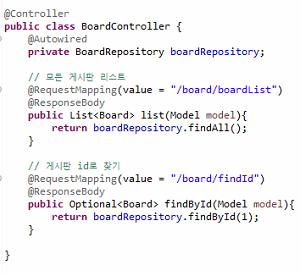 @Controller
public class BoardController {
@Autowired
private BoardRepository boardRepository;
// 모든 게시판 리스트
@RequestMapping(value = "/board/boardList")
@ResponseBody
public List<Board> list(Model model){
return boardRepository.findAll();
}
// 게시판 id로 찾기
@RequestMapping(value = "/board/findId")
@ResponseBody
public Optional<Board> findById(Model model){
return boardRepository.findById(1);
}
}